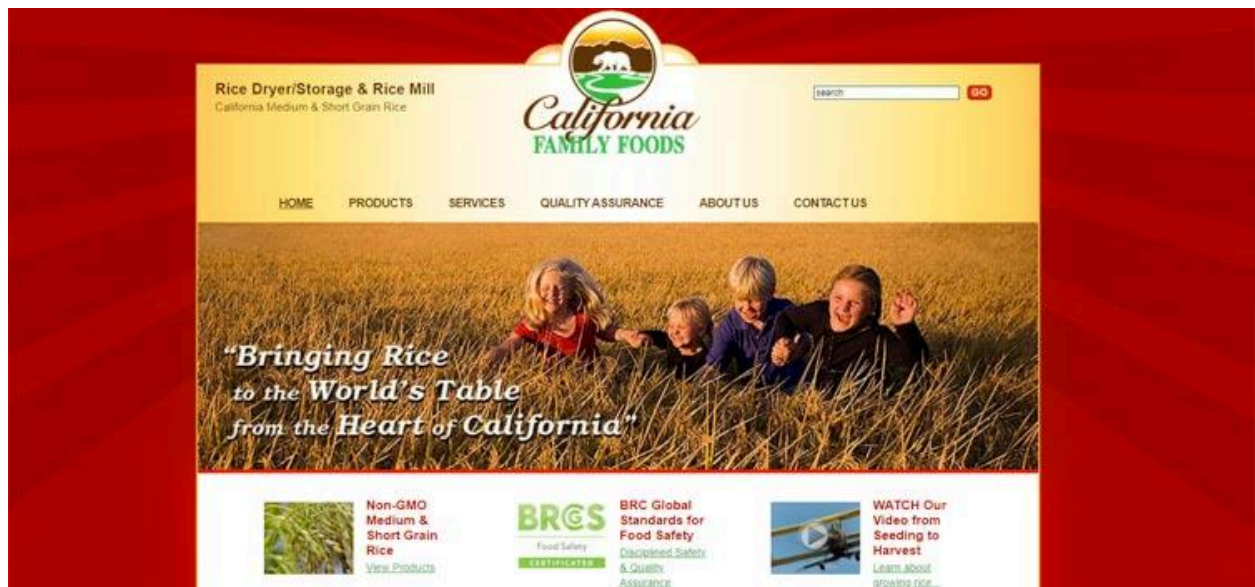 Rice Dryer/Storage & Rice Mill
California Medium & Short Grain Rice
California
FAMILY FOODS
search
GO
HOME PRODUCTS SERVICES QUALITY ASSURANCE ABOUT US CONTACT US
"Bringing Rice
to the World's Table
from the Heart of California"
Non-GMO
Medium &
Short Grain
Rice
View Products
BRCS
Food Safety
CERTIFICATED
BRC Global
Standards for
Food Safety
Disciplined Safety
& Quality
Assurance
WATCH Our
Video from
Seeding to
Harvest
Learn about
growing rice...